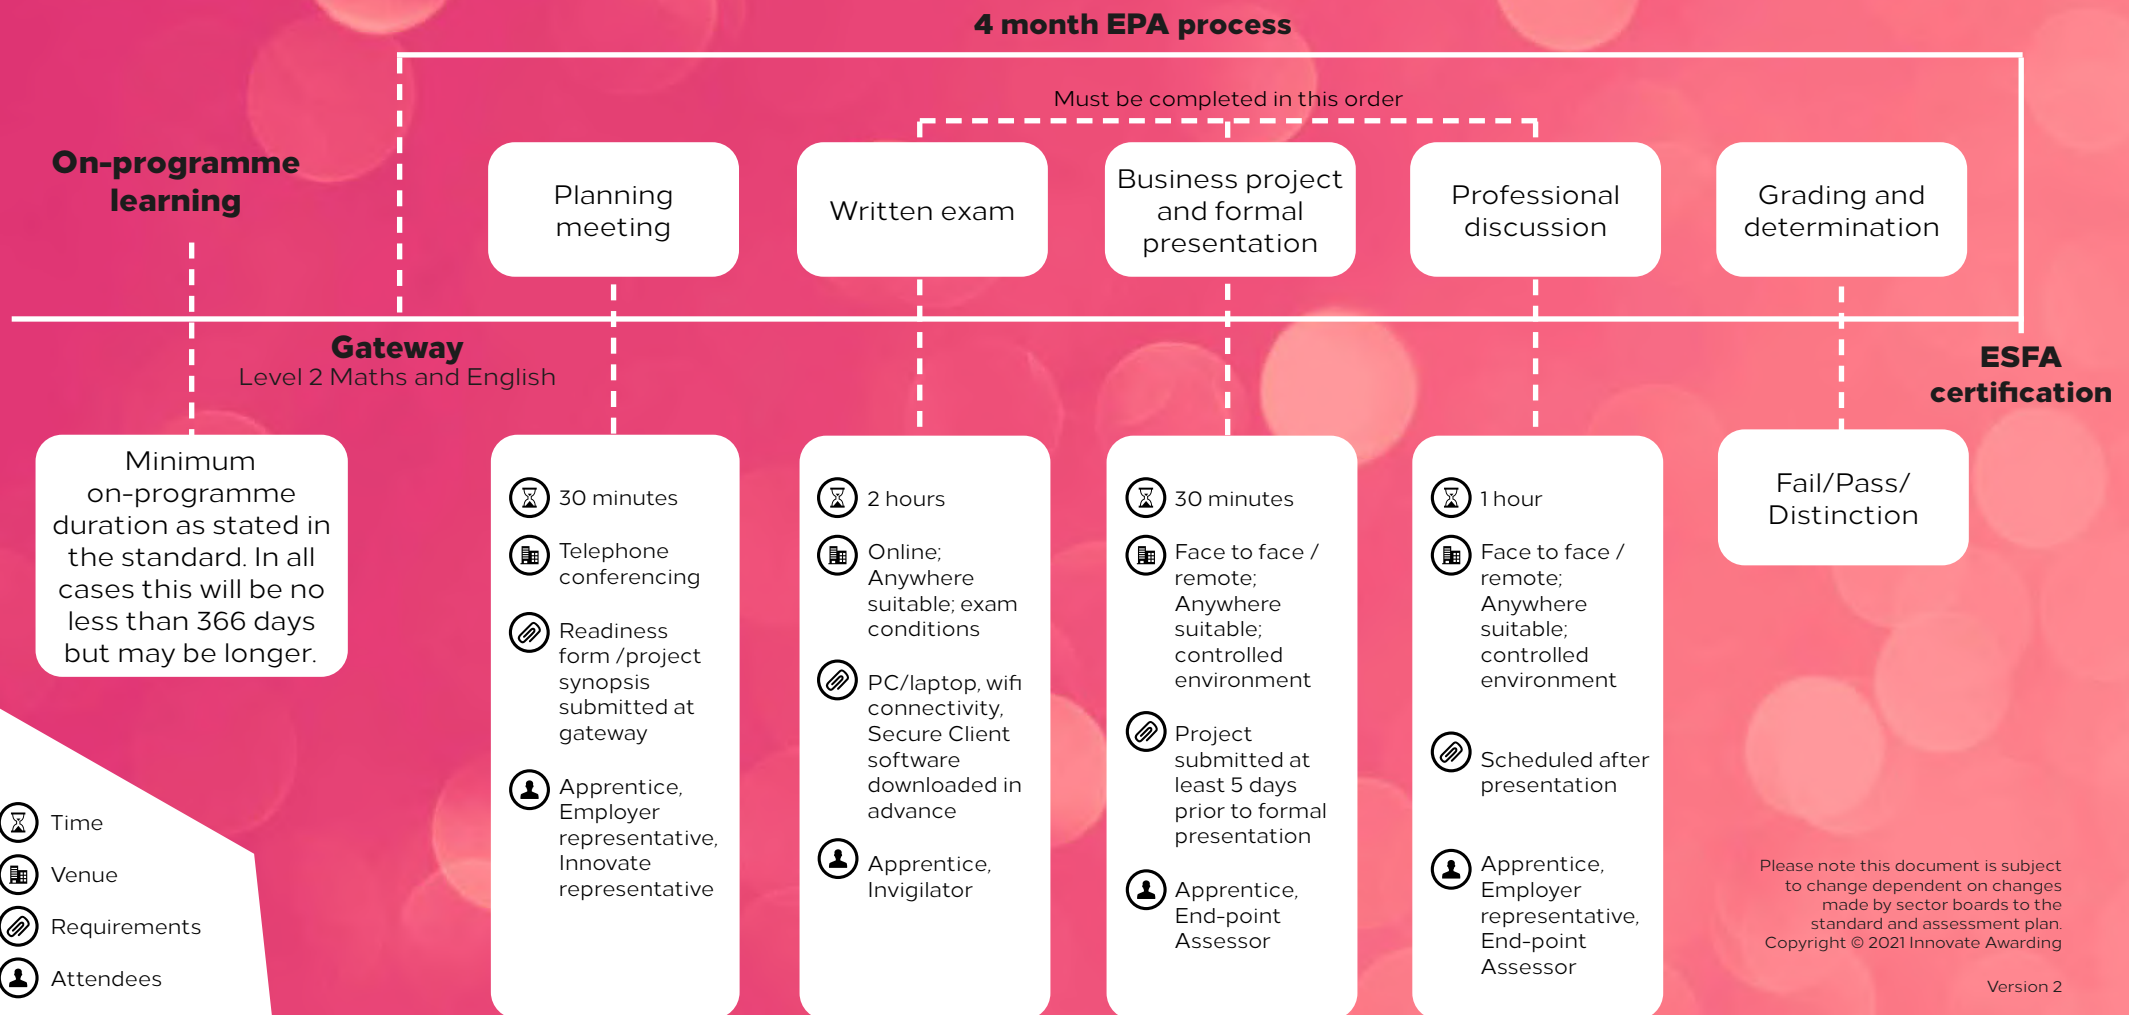 4 month EPA process
Must be completed in this order
On-programme
learning
Planning
meeting
Written exam
Business project
and formal
presentation
Professional
discussion
Grading and
determination
Gateway
Level 2 Maths and English
ESFA
certification
Minimum
on-programme
duration as stated in
the standard. In all
cases this will be no
less than 366 days
but may be longer.
30 minutes
Telephone
conferencing
Readiness
form /project
synopsis
submitted at
gateway
Apprentice,
Employer
representative,
Innovate
representative
2 hours
Online;
Anywhere
suitable; exam
conditions
PC/laptop, wifi
connectivity,
Secure Client
software
downloaded in
advance
Apprentice,
Invigilator
30 minutes
Face to face /
remote;
Anywhere
suitable;
controlled
environment
Project
submitted at
least 5 days
prior to formal
presentation
Apprentice,
End-point
Assessor
1 hour
Face to face /
remote;
Anywhere
suitable;
controlled
environment
Scheduled after
presentation
Apprentice,
Employer
representative,
End-point
Assessor
Fail/Pass/
Distinction
Time
Venue
Requirements
Attendees
Please note this document is subject
to change dependent on changes
made by sector boards to the
standard and assessment plan.
Copyright © 2021 Innovate Awarding
Version 2